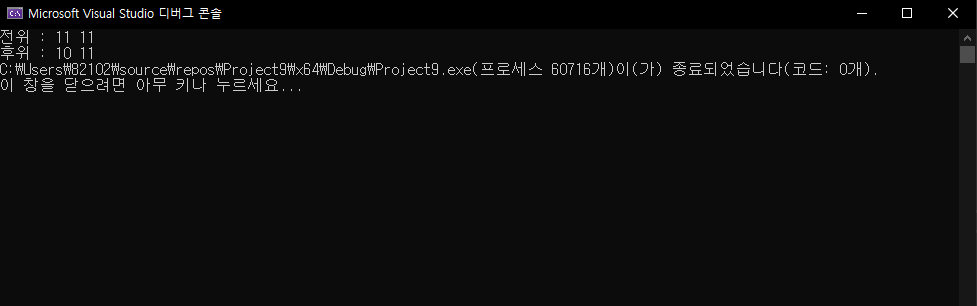 Microsoft Visual Studio 디버그 콘솔
전위 : 11 11
후위 : 10 11
C:₩Users₩82102₩source₩repos₩Project9₩x64₩Debug₩Project9.exe(프로세스 60716개)이(가) 종료되었습니다(코드: 0개).
이 창을 닫으려면 아무 키나 누르세요...